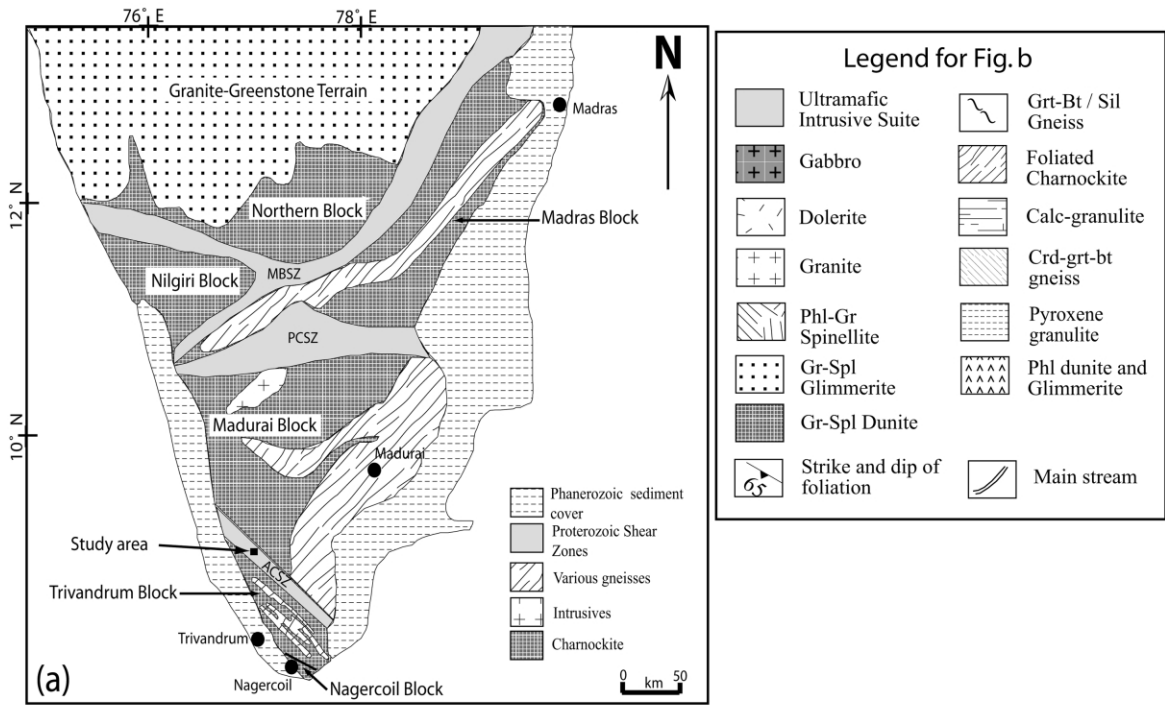 76° E
78° E
N
Granite-Greenstone Terrain
Madras
12° N
Northern Block
Madras Block
Nilgiri Block
MBSZ
PCSZ
Madurai Block
10° N
Madurai
Study area
ACSZ
Trivandrum Block
Trivandrum
Nagercoil
Nagercoil Block
(a)
Phanerozoic sediment
cover
Proterozoic Shear
Zones
Various gneisses
Intrusives
Charnockite
0 50
km
Legend for Fig. b
Ultramafic
Intrusive Suite
Gabbro
Dolerite
Granite
Phl-Gr
Spinellite
Gr-Spl
Glimmerite
Gr-Spl Dunite
65
Strike and dip of
foliation
Grt-Bt / Sil
Gneiss
Foliated
Charnockite
Calc-granulite
Crd-grt-bt
gneiss
Pyroxene
granulite
Phl dunite and
Glimmerite
Main stream